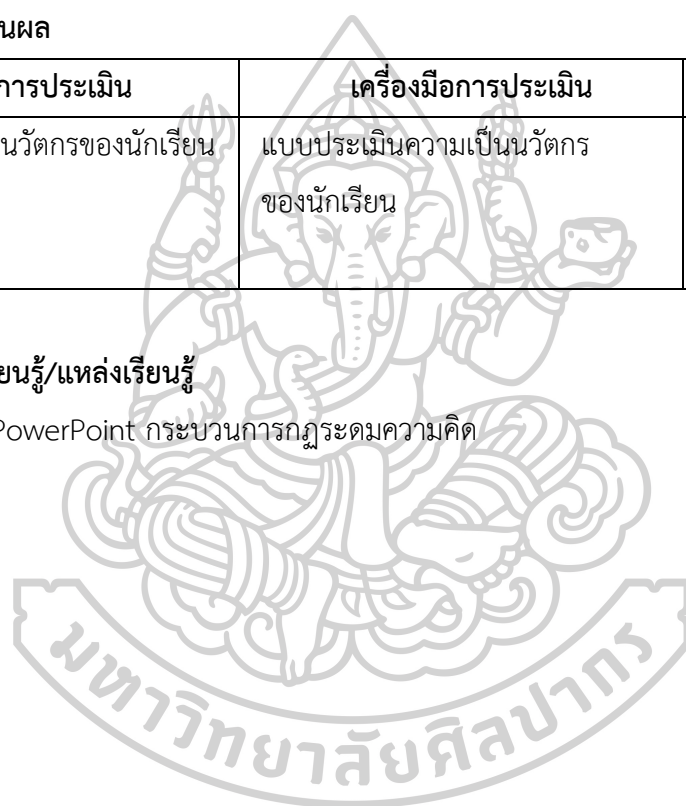 นผล
การประเมิน เครื่องมือการประเมิน
นวัตกรของนักเรียน แบบประเมินความเป็นนวัตกร
ของนักเรียน
ยนรู้/แหล่งเรียนรู้
PowerPoint กระบวนการกฎระดมความคิด
มหาวิทยาลัยศิลปากร